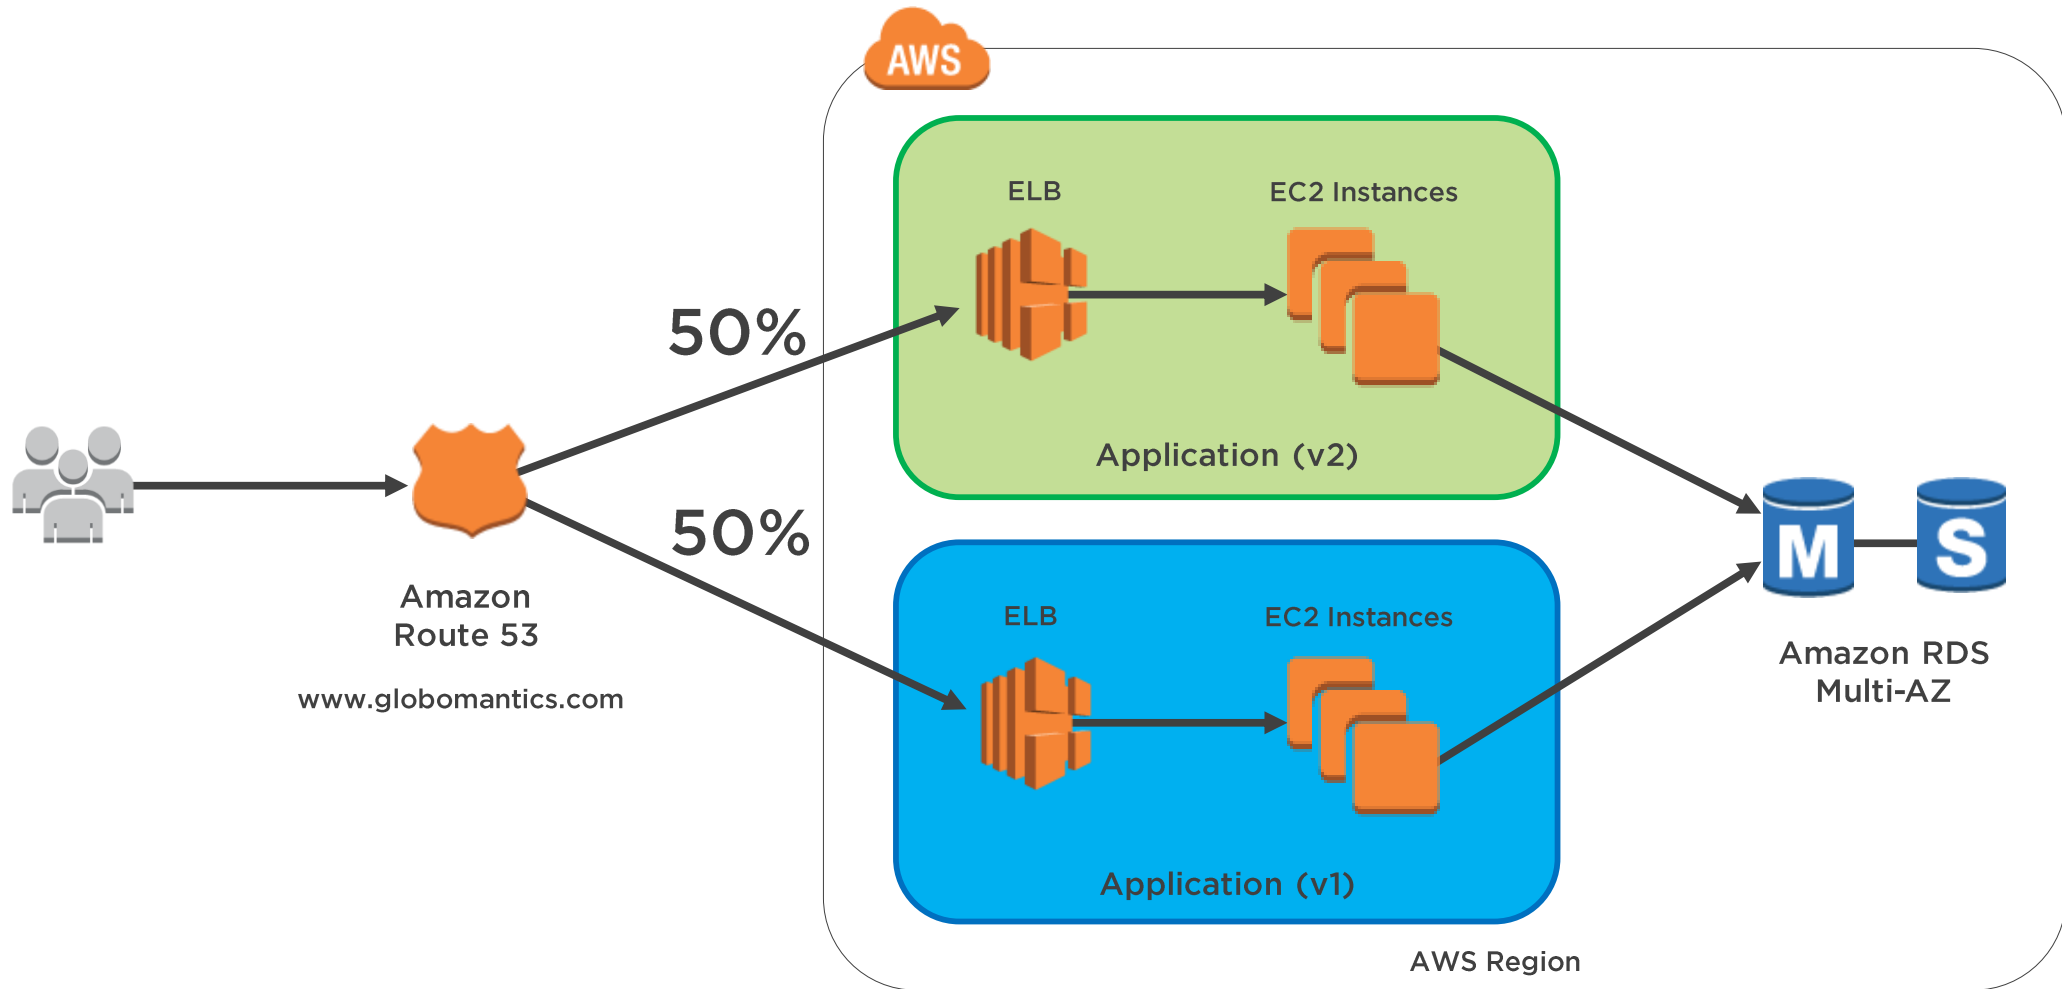 AWS
ELB
EC2 Instances
50%
Application (v2)
50%
M
S
Amazon
Route 53
www.globomantics.com
ELB
EC2 Instances
Amazon RDS
Multi-AZ
Application (v1)
AWS Region